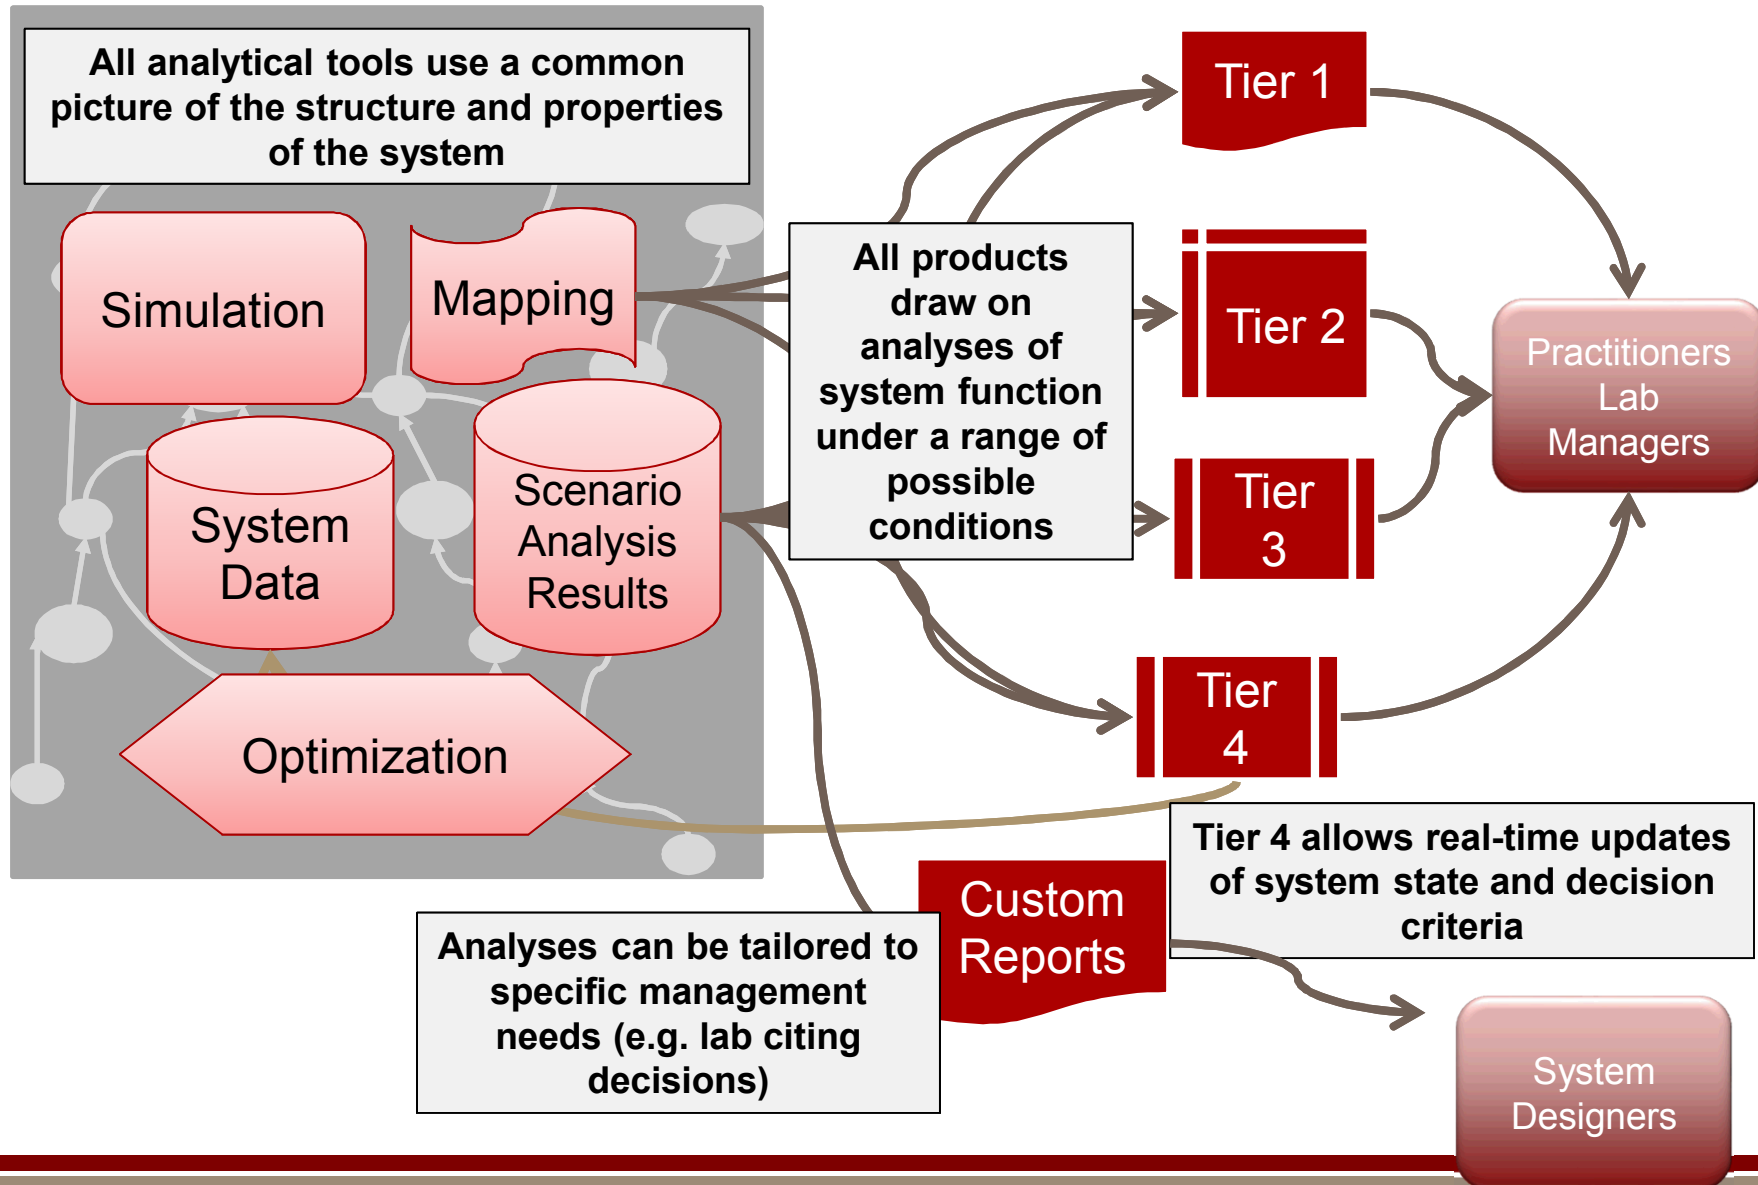 All analytical tools use a common
picture of the structure and properties
of the system
Simulation
Mapping
System
Data
Scenario
Analysis
Results
Optimization
All products
draw on
analyses of
system function
under a range of
possible
conditions
Tier 1
Tier 2
Tier
3
Tier
4
Practitioners
Lab
Managers
Tier 4 allows real-time updates
of system state and decision
criteria
Custom
Reports
Analyses can be tailored to
specific management
needs (e.g. lab citing
decisions)
System
Designers